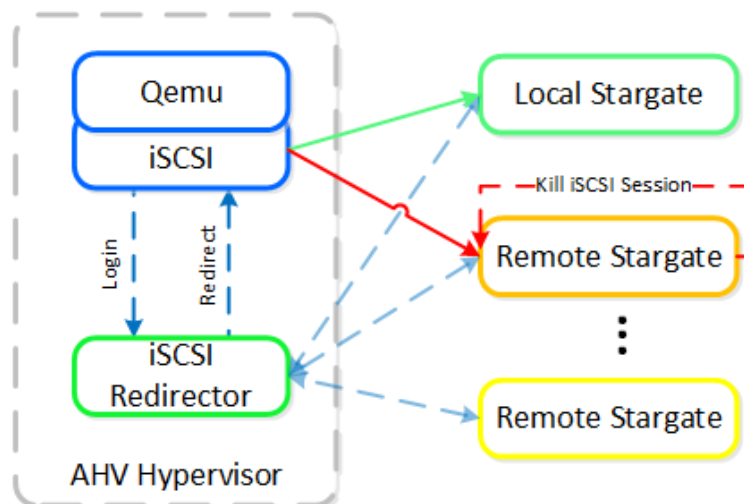 Qemu
iSCSI
Login
Redirect
iSCSI
Redirector
AHV Hypervisor
Local Stargate
Kill iSCSI Session
Remote Stargate
Remote Stargate